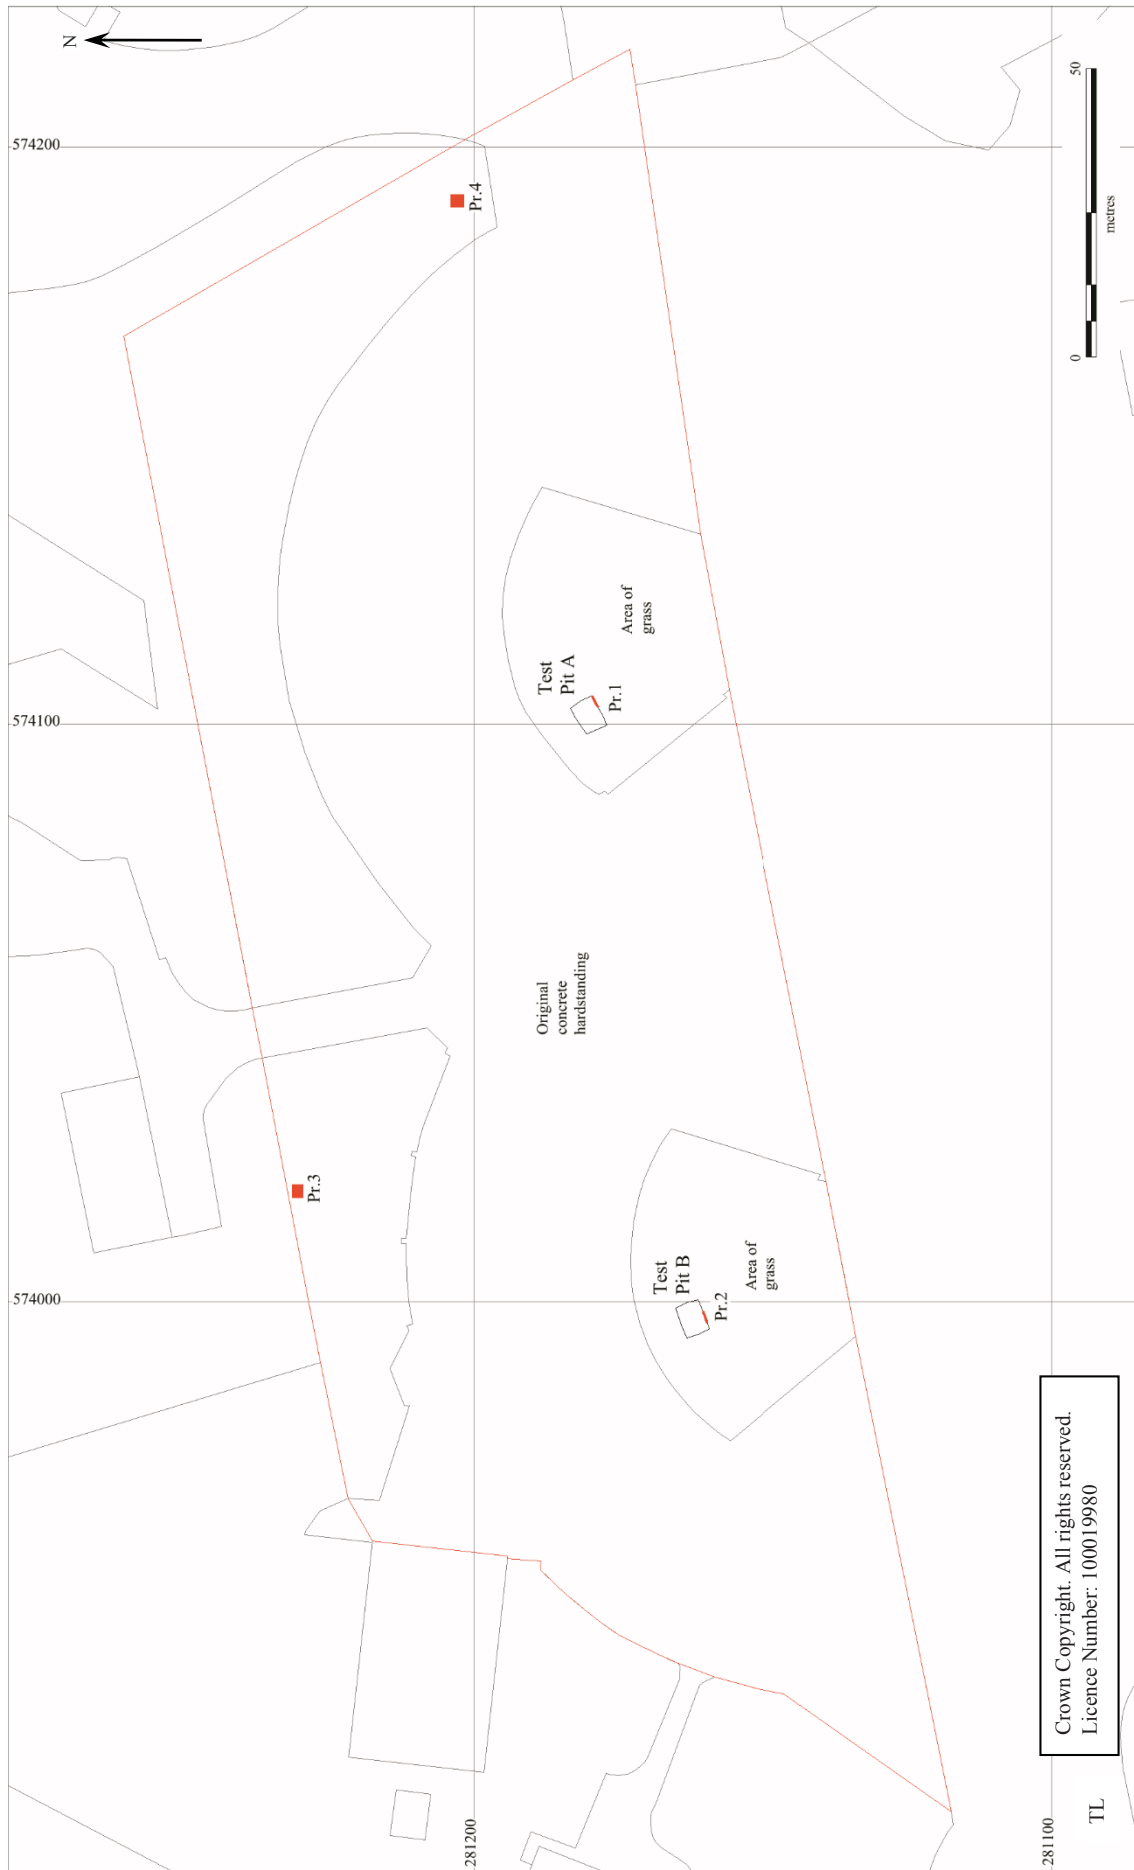 N
574200
Pr.4
50
metres
0
Area of
grass
Test
Pit A
Pr.1
574100
Original
concrete
hardstanding
Pr.3
Test
Pit B
Pr.2
Area of
grass
574000
281200
281100
Crown Copyright. All rights reserved.
Licence Number: 100019980
TL